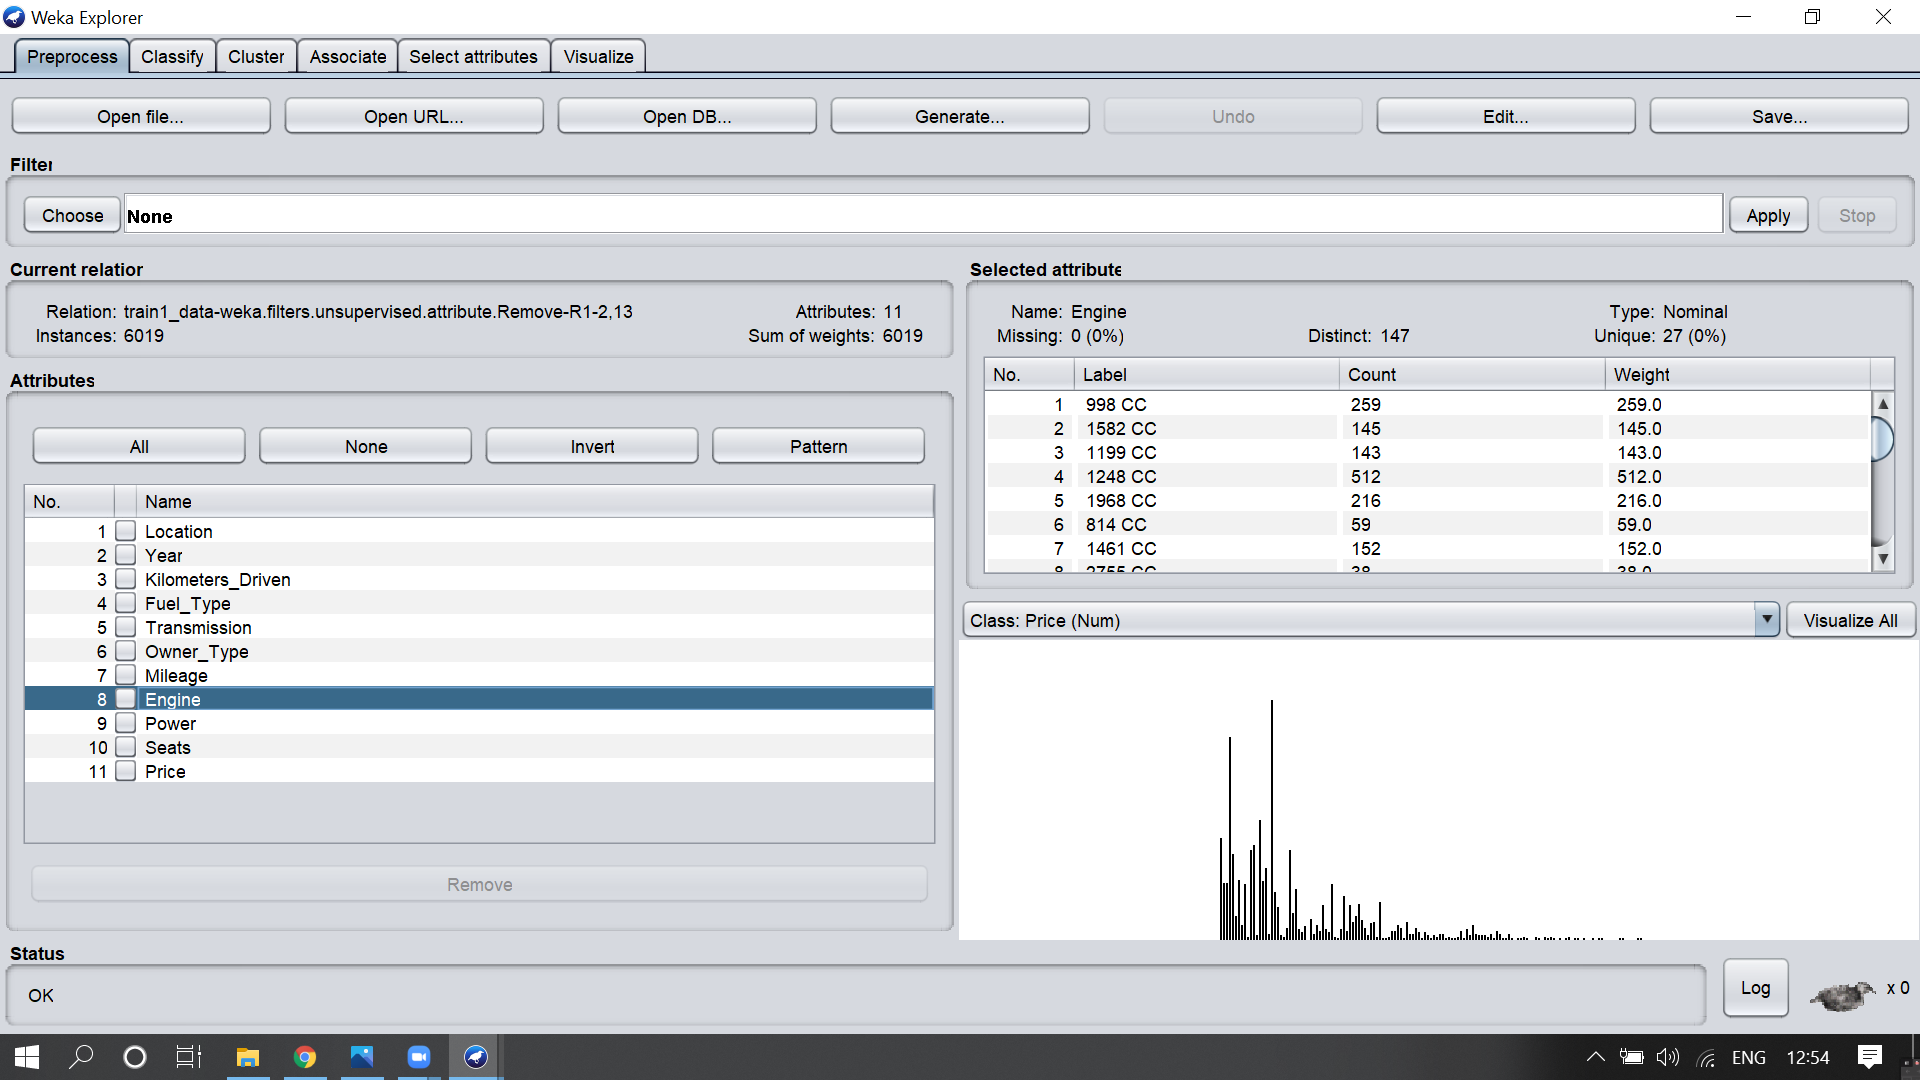 Weka Explorer
Preprocess Classify Cluster Associate Select attributes Visualize
Open file... Open URL... Open DB... Generate... Undo Edit... Save...
Filter
Choose None Apply Stop
Current relation
Relation: train1_data-weka.filters.unsupervised.attribute.Remove-R1-2,13 Attributes: 11
Instances: 6019 Sum of weights: 6019
Attributes
All None Invert Pattern
No. Name
1 Location
2 Year
3 Kilometers_Driven
4 Fuel_Type
5 Transmission
6 Owner_Type
7 Mileage
8 Engine
9 Power
10 Seats
11 Price
Remove
Selected attribute
Name: Engine Type: Nominal
Missing: 0 (0%) Distinct: 147 Unique: 27 (0%)
No. Label Count Weight
1 998 CC 259 259.0
2 1582 CC 145 145.0
3 1199 CC 143 143.0
4 1248 CC 512 512.0
5 1968 CC 216 216.0
6 814 CC 59 59.0
7 1461 CC 152 152.0
8 2755 CC 38 38.0
Class: Price (Num) Visualize All
Status
OK
Log x 0
ENG 12:54